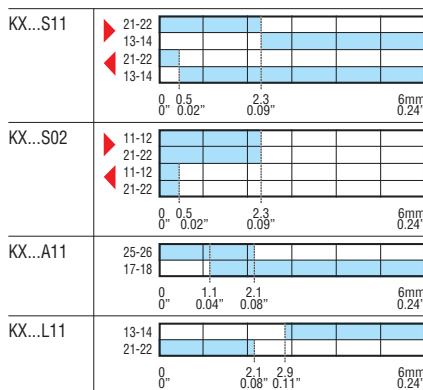 KX...S11
21-22
13-14
21-22
13-14
0 0.5 2.3 6mm
0" 0.02" 0.09" 0.24"
KX...S02
11-12
21-22
11-12
21-22
0 0.5 2.3 6mm
0" 0.02" 0.09" 0.24"
KX...A11
25-26
17-18
0 1.1 2.1 6mm
0" 0.04" 0.08" 0.24"
KX...L11
13-14
21-22
0 2.1 2.9 6mm
0" 0.08" 0.11" 0.24"